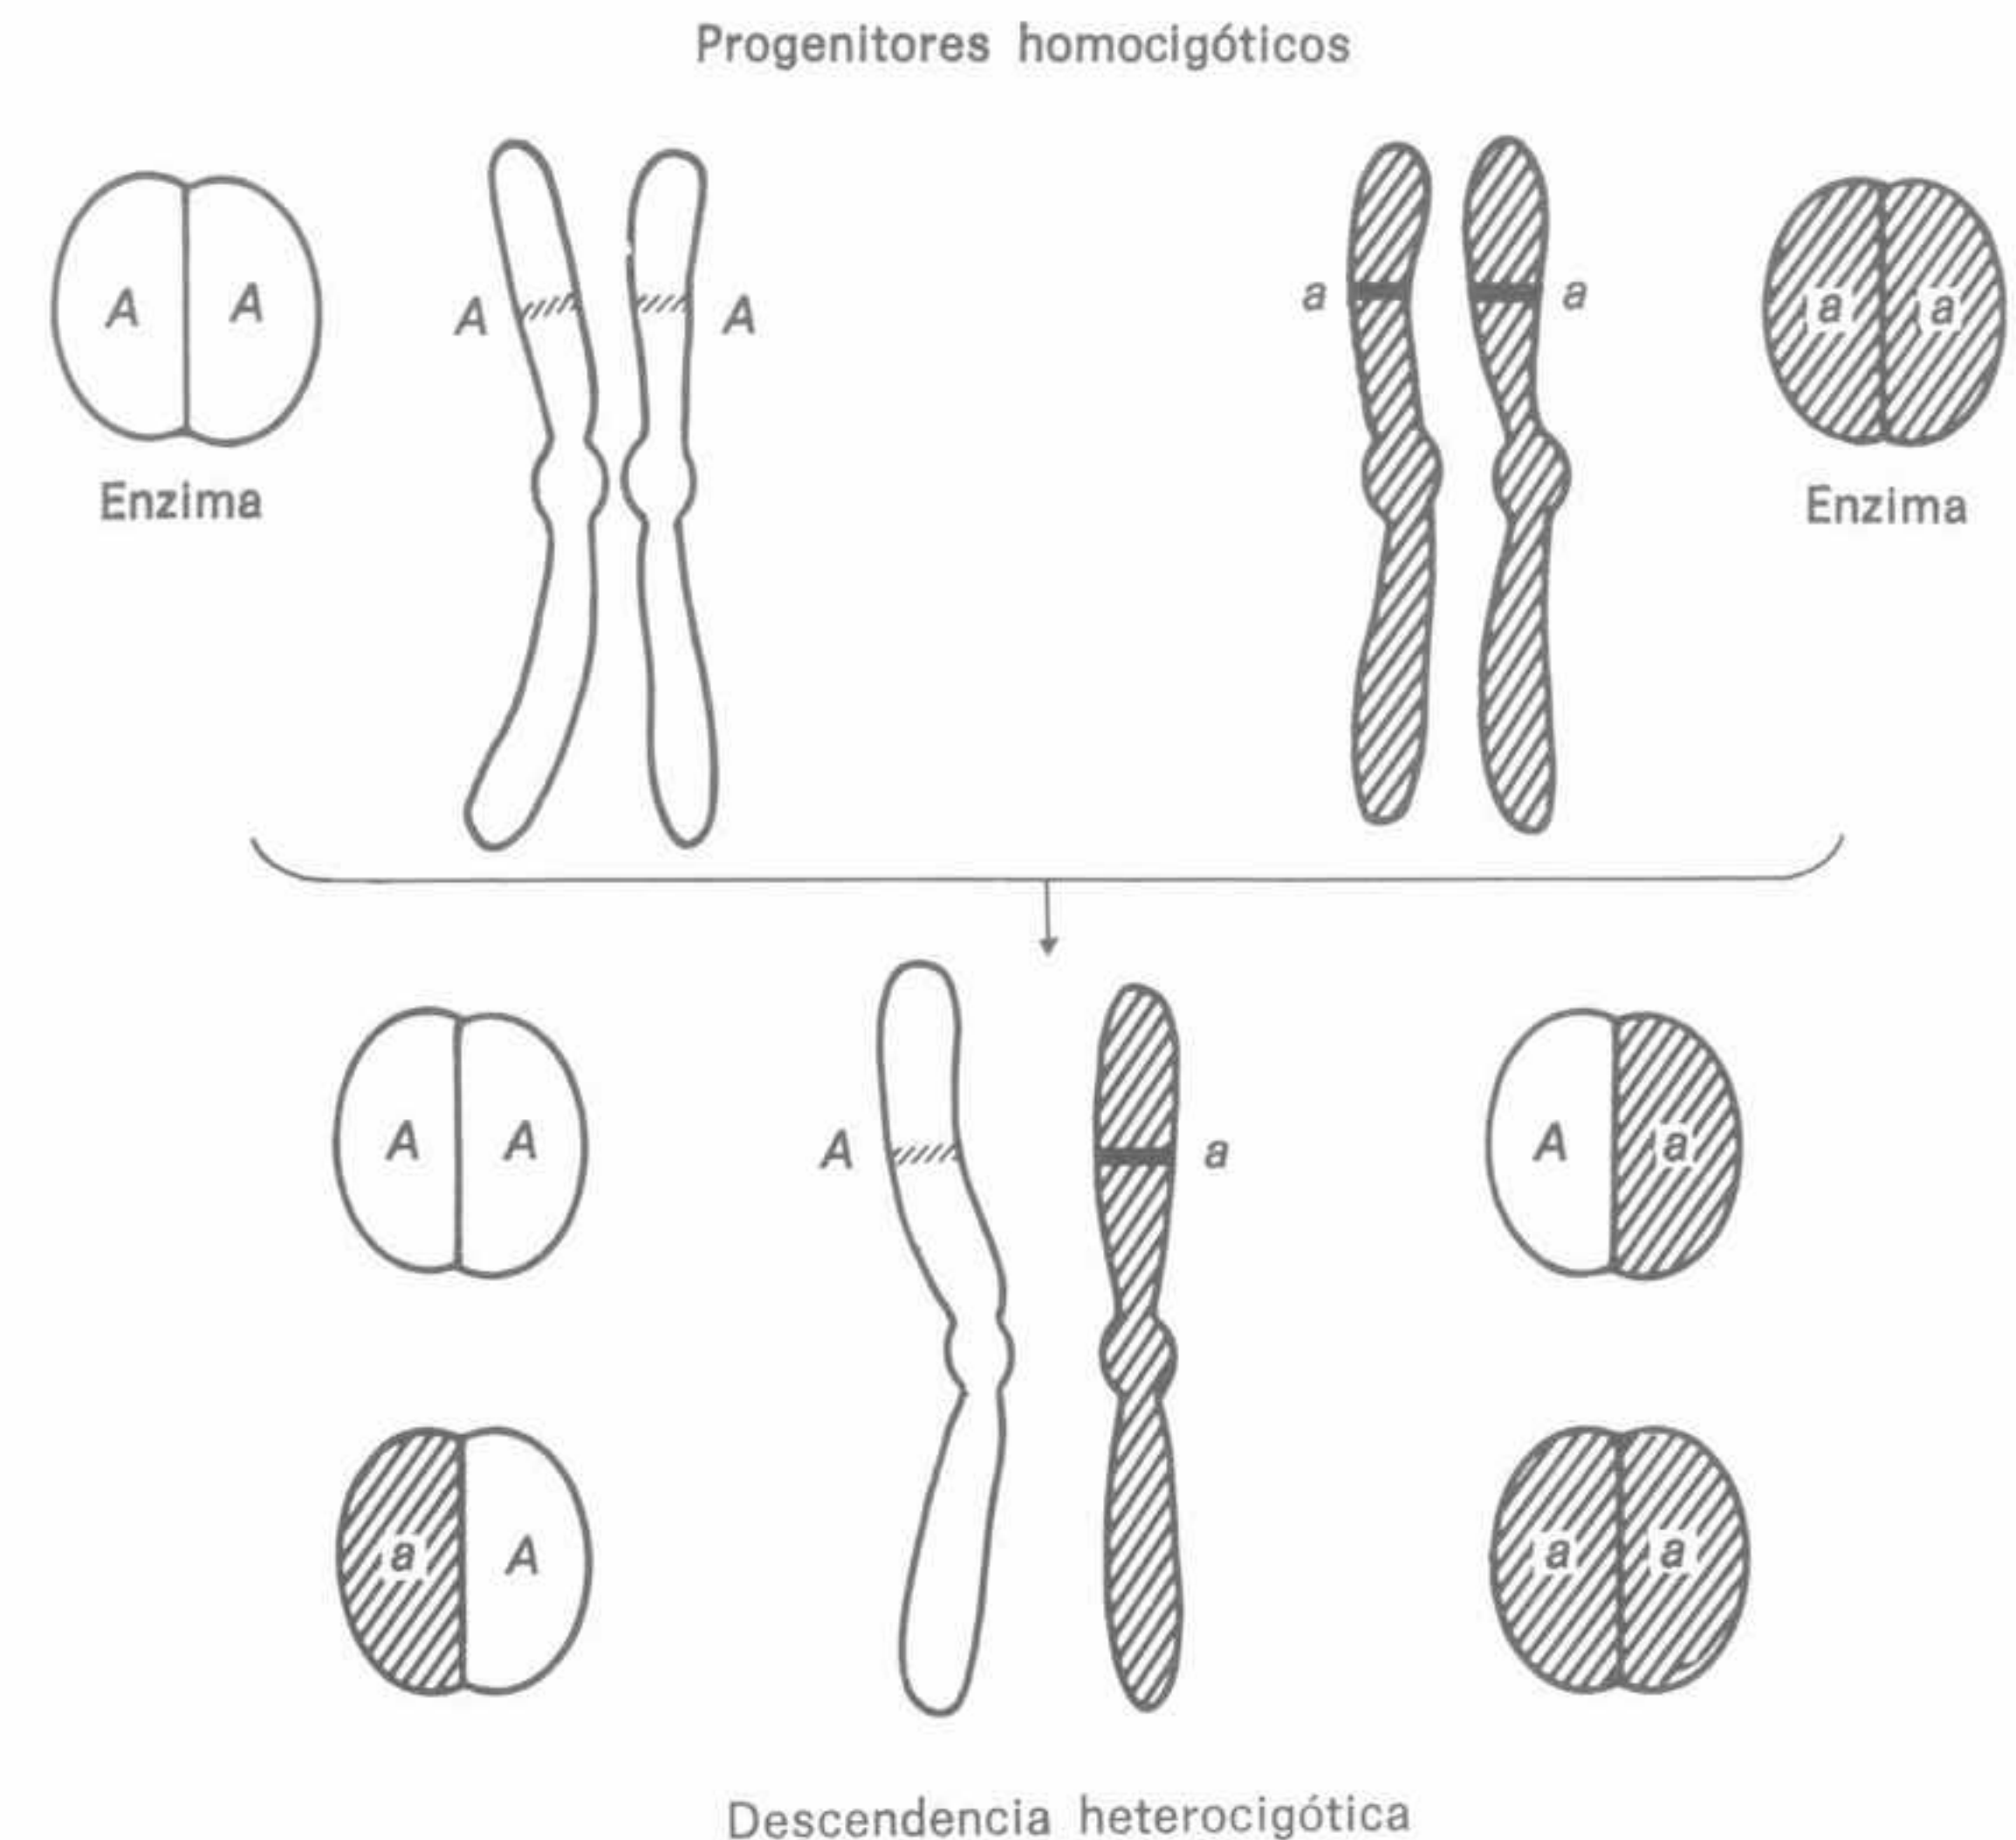 Progenitores homocigóticos
A A A A a a a a
Enzima Enzima
A A A a A a
a A a a
Descendencia heterocigótica